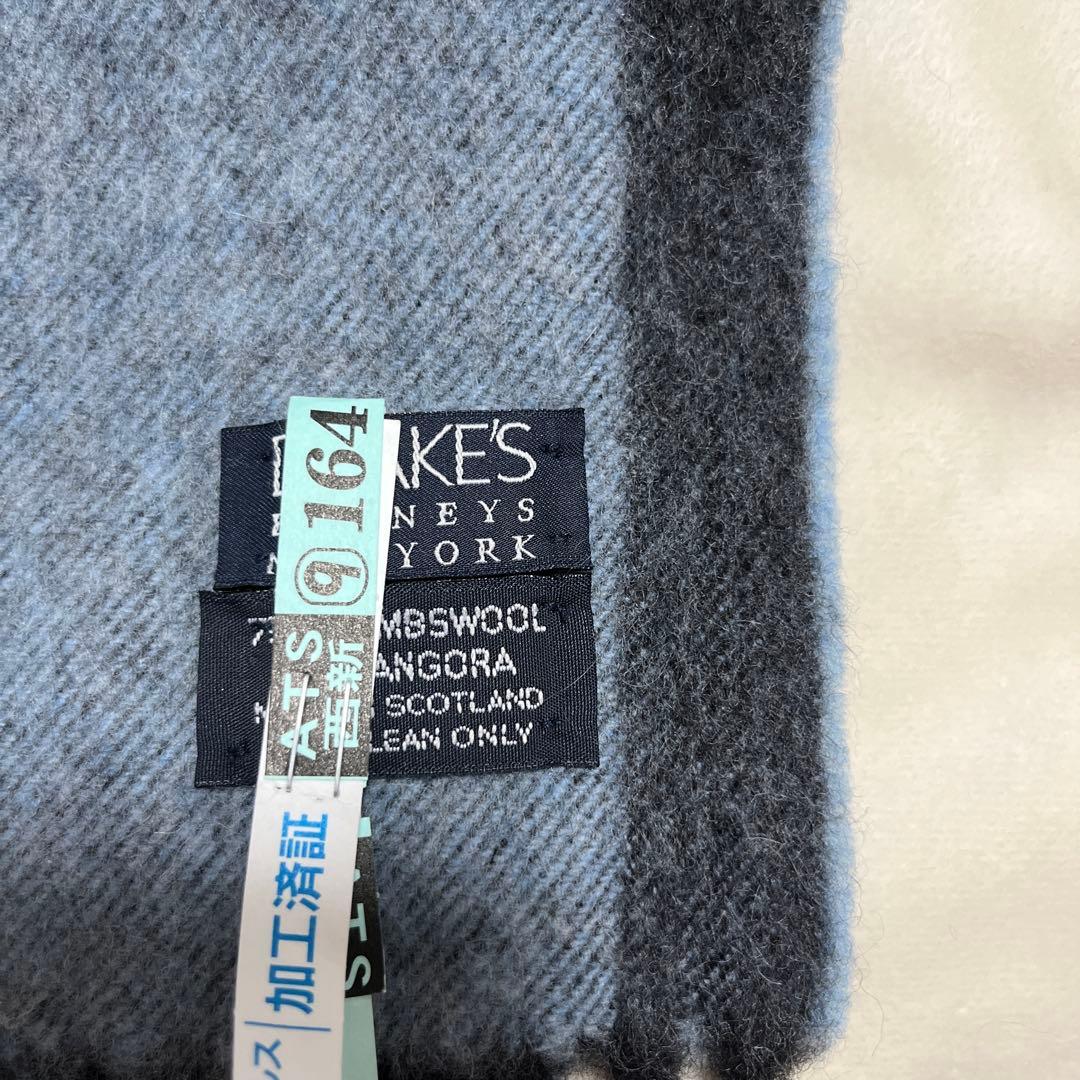 AKE'S
NEYS
YORK
MBSWOOL
ANGORA
SCOTLAND
LEAN ONLY
164
9
ATS
西新
加工済証